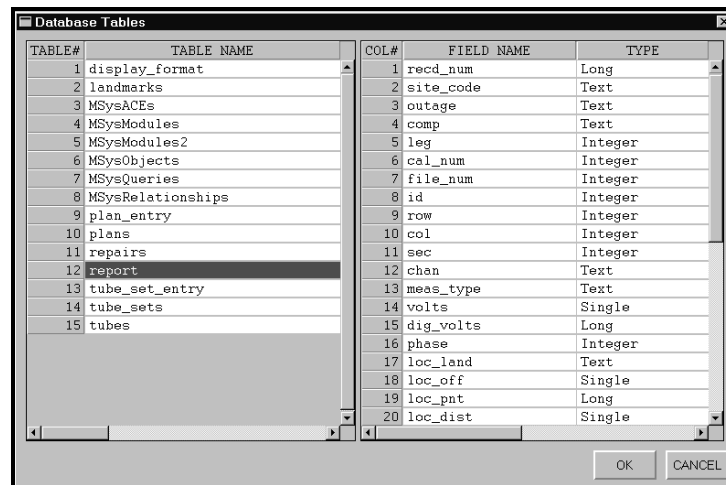 Database Tables
TABLE# TABLE NAME
1 display_format
2 landmarks
3 MSysACEs
4 MSysModules
5 MSysModules2
6 MSysObjects
7 MSysQueries
8 MSysRelationships
9 plan_entry
10 plans
11 repairs
12 report
13 tube_set_entry
14 tube_sets
15 tubes
COL# FIELD NAME TYPE
1 recd_num Long
2 site_code Text
3 outage Text
4 comp Text
5 leg Integer
6 cal_num Integer
7 file_num Integer
8 id Integer
9 row Integer
10 col Integer
11 sec Integer
12 chan Text
13 meas_type Text
14 volts Single
15 dig_volts Long
16 phase Integer
17 loc_land Text
18 loc_off Single
19 loc_pnt Long
20 loc_dist Single
OK CANCEL